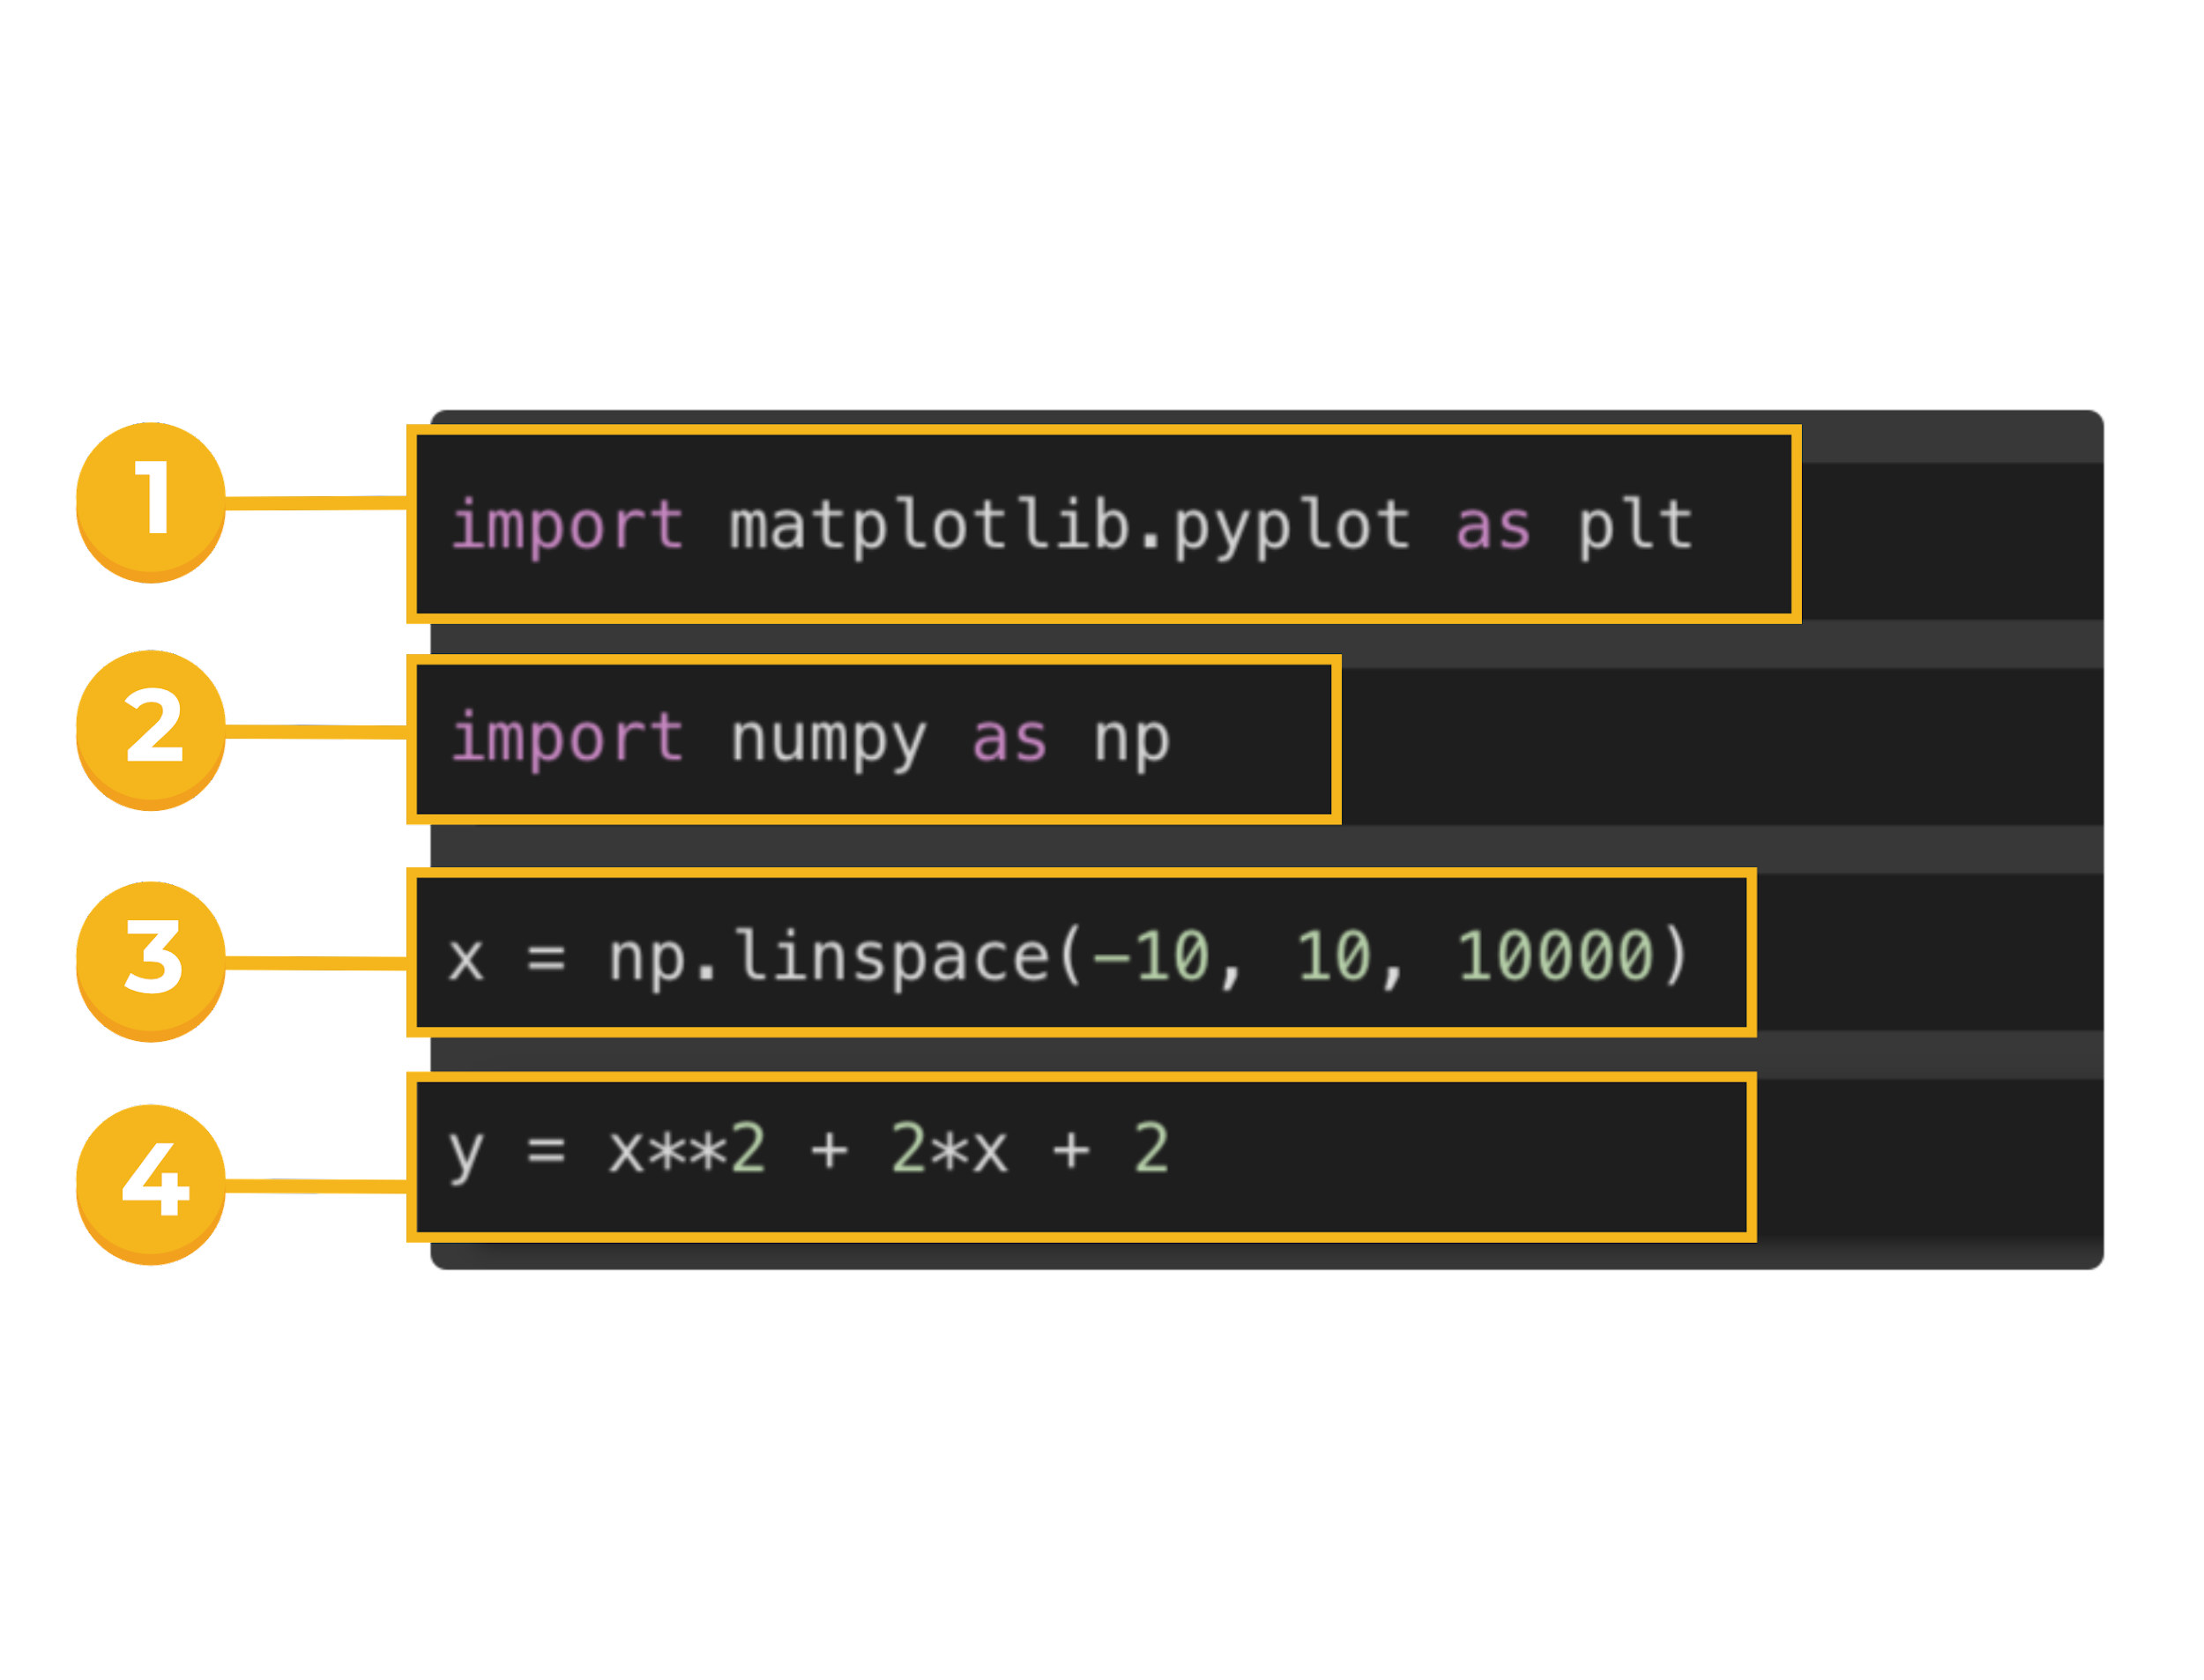 1 import matplotlib.pyplot as plt
2 import numpy as np
3 x = np.linspace(-10, 10, 10000)
4 y = x**2 + 2*x + 2